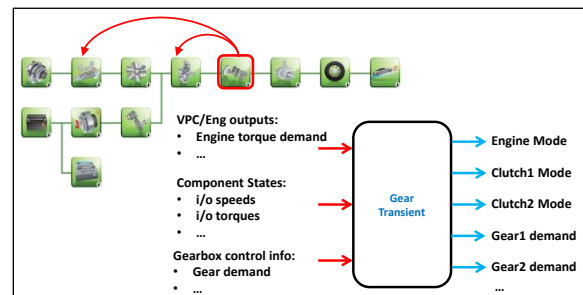 VPC/Eng outputs:
• Engine torque demand
• ...
Component States:
• i/o speeds
• i/o torques
• ...
Gearbox control info:
• Gear demand
• ...
Gear
Transient
Engine Mode
Clutch1 Mode
Clutch2 Mode
Gear1 demand
Gear2 demand
...